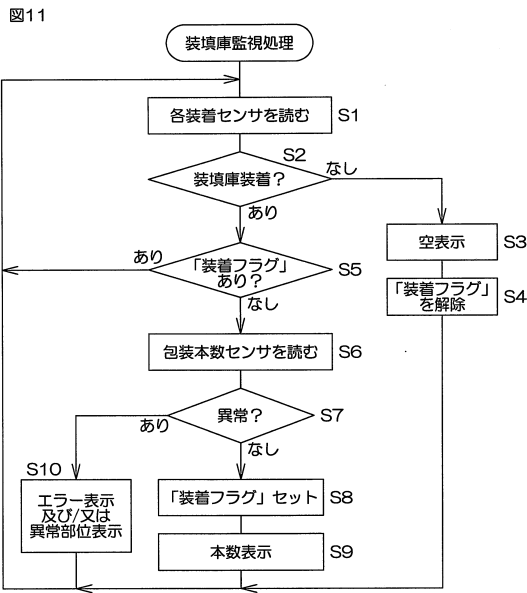 図11
装填庫監視処理
各装着センサを読む
S1
S2
装填庫装着?
なし
あり
空表示
S3
「装着フラグ」
を解除
S4
あり
「装着フラグ」
あり?
S5
なし
包装本数センサを読む
S6
異常?
S7
あり
なし
S10
エラー表示
及び/又は
異常部位表示
「装着フラグ」セット
S8
本数表示
S9